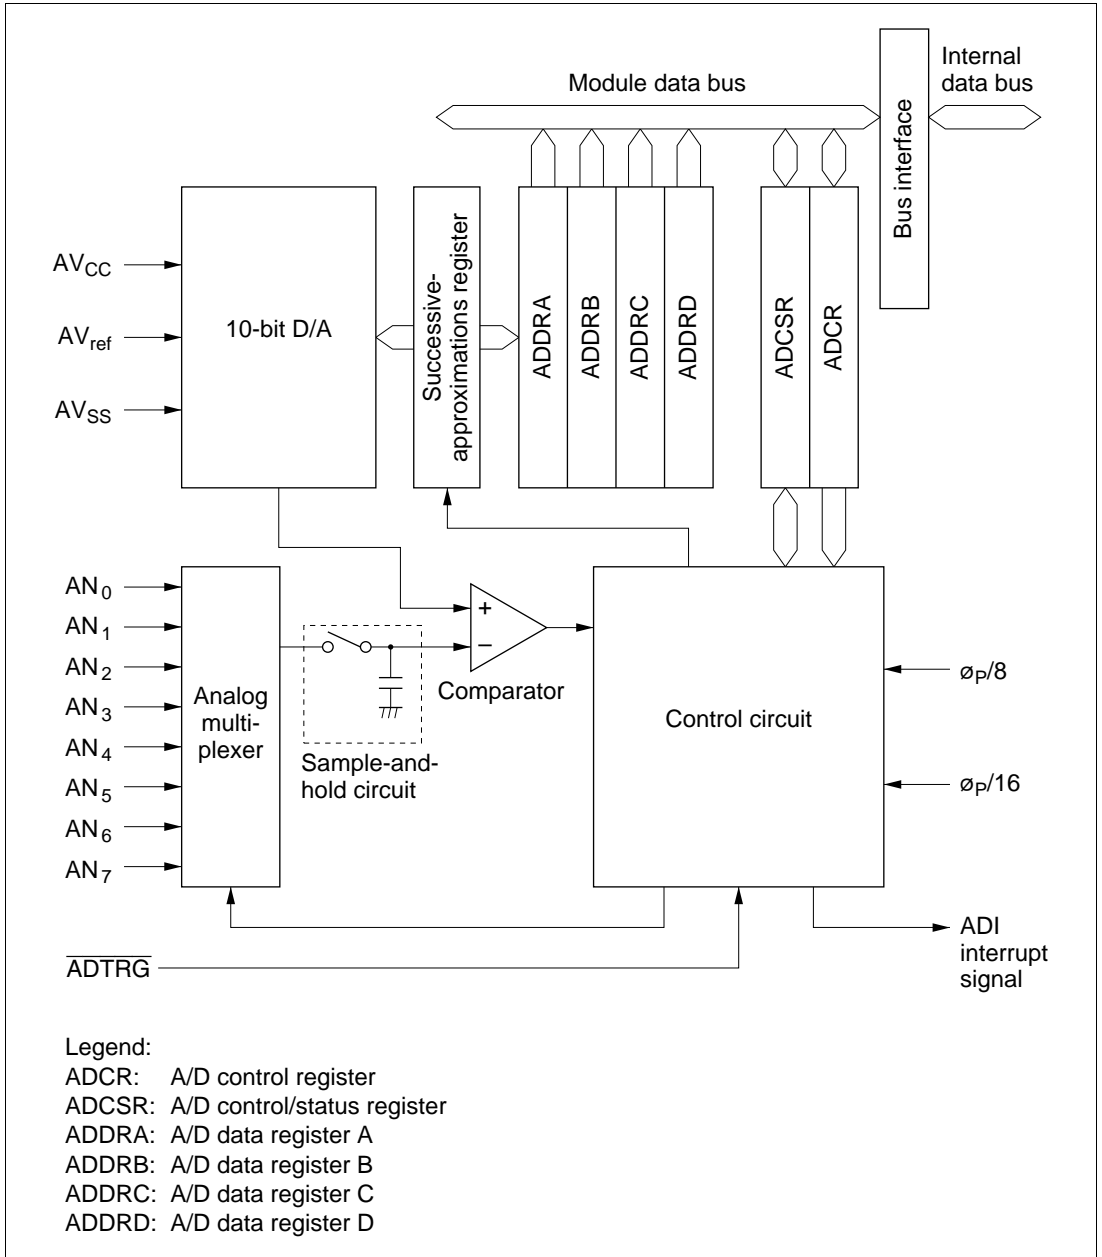 Module data bus
Internal
data bus
Bus interface
AVCC
AVref
AVSS
10-bit D/A
Successive-
approximations register
ADDRA
ADDRB
ADDRC
ADDRD
ADCSR
ADCR
AN0
AN1
AN2
AN3
AN4
AN5
AN6
AN7
Analog
multi-
plexer
+
−
Comparator
Sample-and-
hold circuit
Control circuit
øP/8
øP/16
ADTRG
ADI
interrupt
signal
Legend:
ADCR: A/D control register
ADCSR: A/D control/status register
ADDRA: A/D data register A
ADDRB: A/D data register B
ADDRC: A/D data register C
ADDRD: A/D data register D